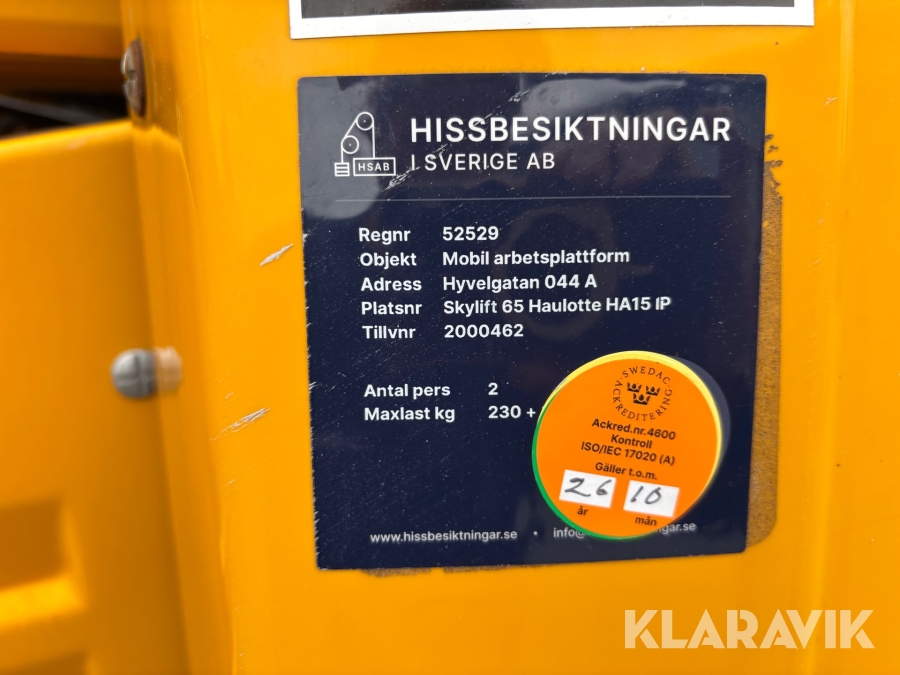 HISSBESIKTNINGAR
I SVERIGE AB
HSAB
Regnr 52529
Objekt Mobil arbetsplattform
Adress Hyvelgatan 044 A
Platsnr Skylift 65 Haulotte HA15 IP
Tillvnr 2000462
Antal pers 2
Maxlast kg 230 +
SWEDAC
ACKREDITERING
Ackred.nr.4600
Kontroll
ISO/IEC 17020 (A)
Gäller t.o.m.
26 10
år mån
www.hissbesiktningar.se • info@
gar.se
KLARAVIK